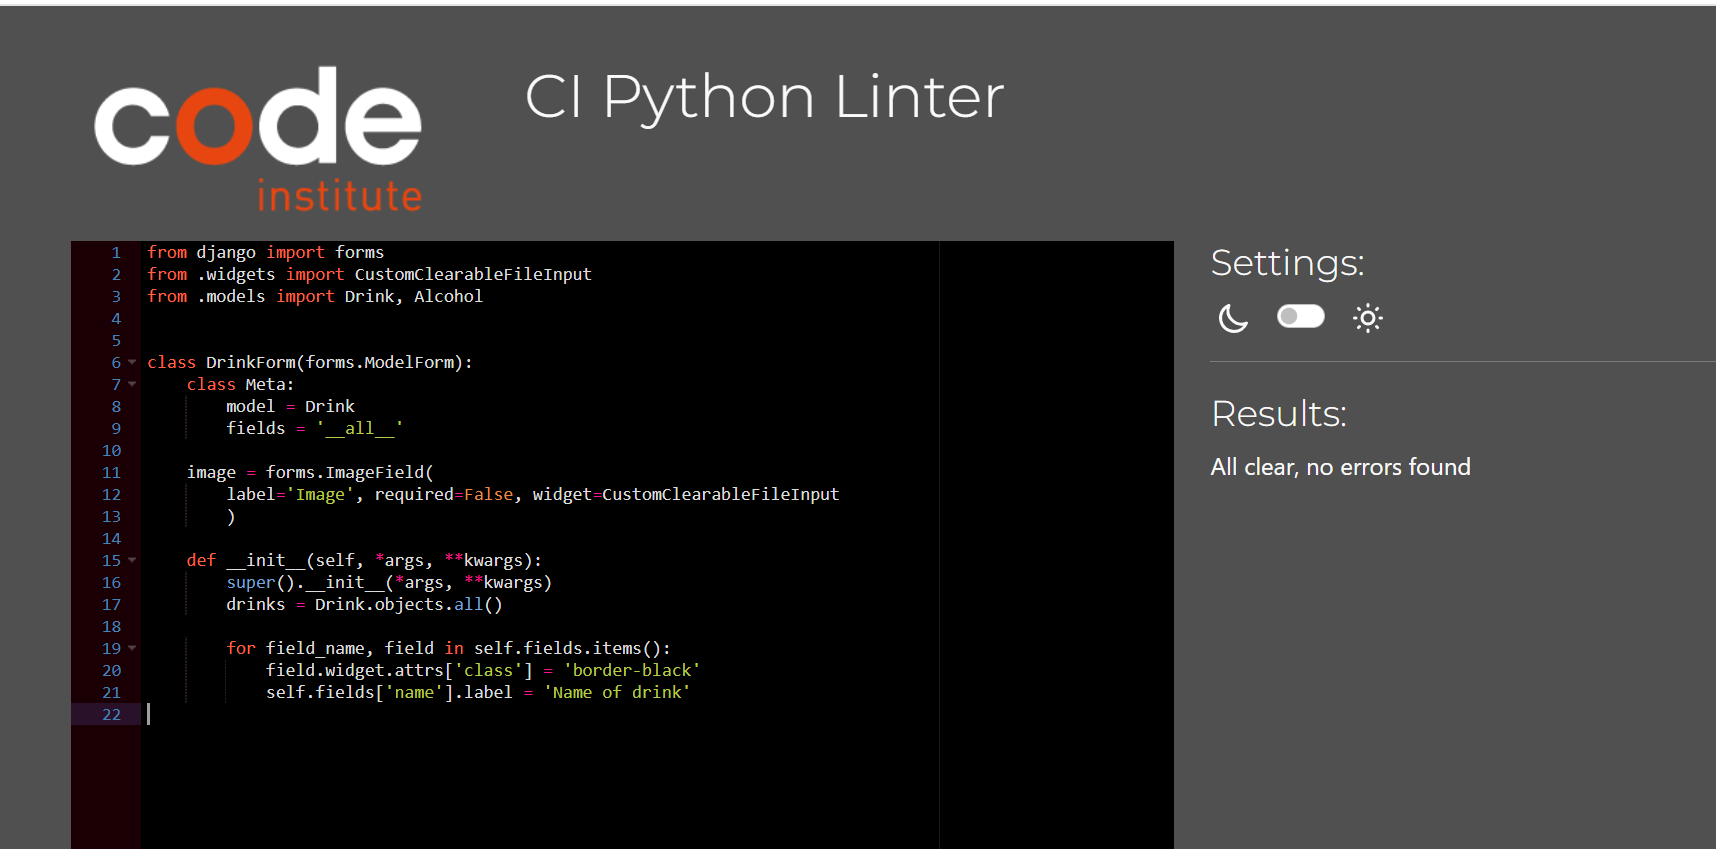 code
institute
CI Python Linter
1 from django import forms
2 from .widgets import CustomClearableFileInput
3 from .models import Drink, Alcohol
4
5
6 class DrinkForm(forms.ModelForm):
7     class Meta:
8         model = Drink
9         fields = '__all__'
10
11     image = forms.ImageField(
12         label='Image', required=False, widget=CustomClearableFileInput
13         )
14
15     def __init__(self, *args, **kwargs):
16         super().__init__(*args, **kwargs)
17         drinks = Drink.objects.all()
18
19         for field_name, field in self.fields.items():
20             field.widget.attrs['class'] = 'border-black'
21             self.fields['name'].label = 'Name of drink'
22
Settings:
Results:
All clear, no errors found